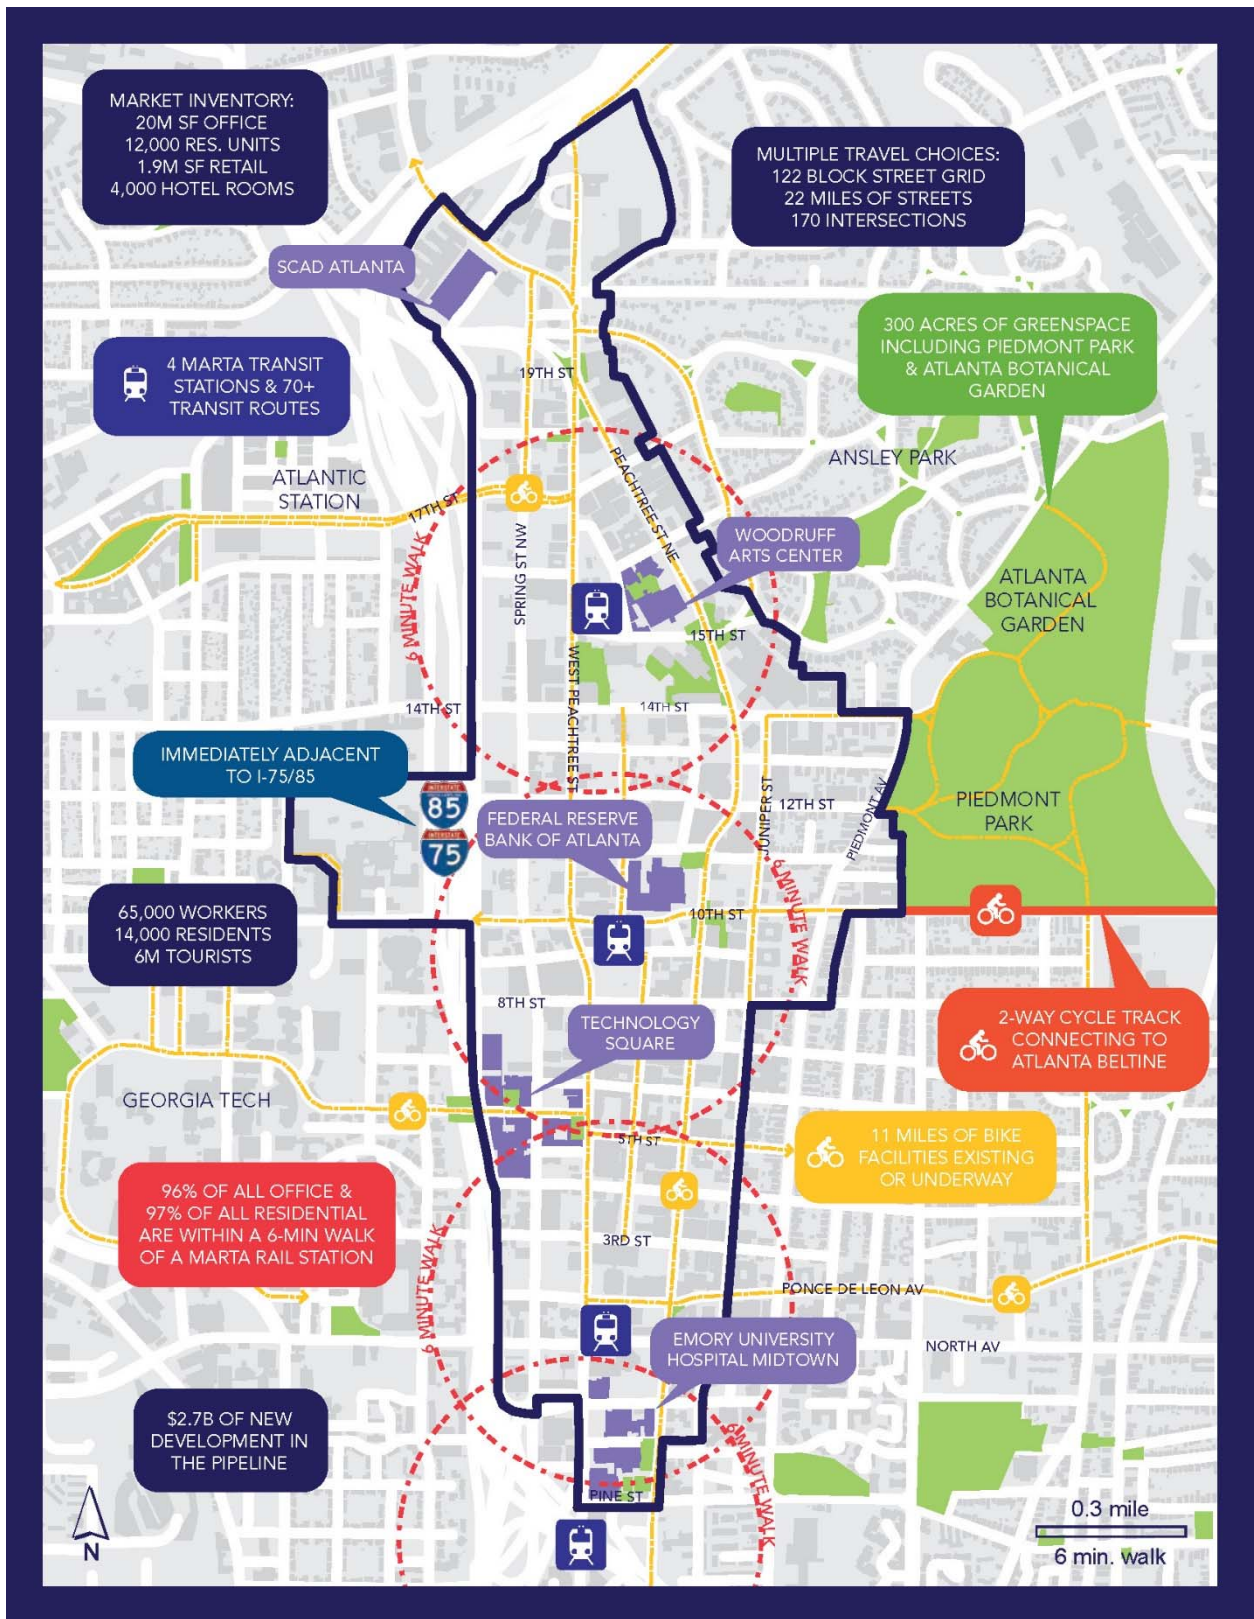 MARKET INVENTORY:
20M SF OFFICE
12,000 RES. UNITS
1.9M SF RETAIL
4,000 HOTEL ROOMS
MULTIPLE TRAVEL CHOICES:
122 BLOCK STREET GRID
22 MILES OF STREETS
170 INTERSECTIONS
SCAD ATLANTA
300 ACRES OF GREENSPACE
INCLUDING PIEDMONT PARK
& ATLANTA BOTANICAL
GARDEN
4 MARTA TRANSIT
STATIONS & 70+
TRANSIT ROUTES
19TH ST
ATLANTIC
STATION
PEACHTREE ST NE
ANSLEY PARK
17TH ST
SPRING ST NW
WOODRUFF
ARTS CENTER
6 MINUTE WALK
ATLANTA
BOTANICAL
GARDEN
15TH ST
WEST PEACHTREE ST
14TH ST
14TH ST
IMMEDIATELY ADJACENT
TO I-75/85
INTERSTATE
85
INTERSTATE
75
FEDERAL RESERVE
BANK OF ATLANTA
JUNIPER ST
12TH ST
PIEDMONT AV
PIEDMONT
PARK
6 MINUTE WALK
65,000 WORKERS
14,000 RESIDENTS
6M TOURISTS
10TH ST
8TH ST
TECHNOLOGY
SQUARE
2-WAY CYCLE TRACK
CONNECTING TO
ATLANTA BELTINE
GEORGIA TECH
5TH ST
11 MILES OF BIKE
FACILITIES EXISTING
OR UNDERWAY
96% OF ALL OFFICE &
97% OF ALL RESIDENTIAL
ARE WITHIN A 6-MIN WALK
OF A MARTA RAIL STATION
6 MINUTE WALK
3RD ST
PONCE DE LEON AV
EMORY UNIVERSITY
HOSPITAL MIDTOWN
NORTH AV
$2.7B OF NEW
DEVELOPMENT IN
THE PIPELINE
6 MINUTE WALK
PINE ST
N
0.3 mile
6 min. walk